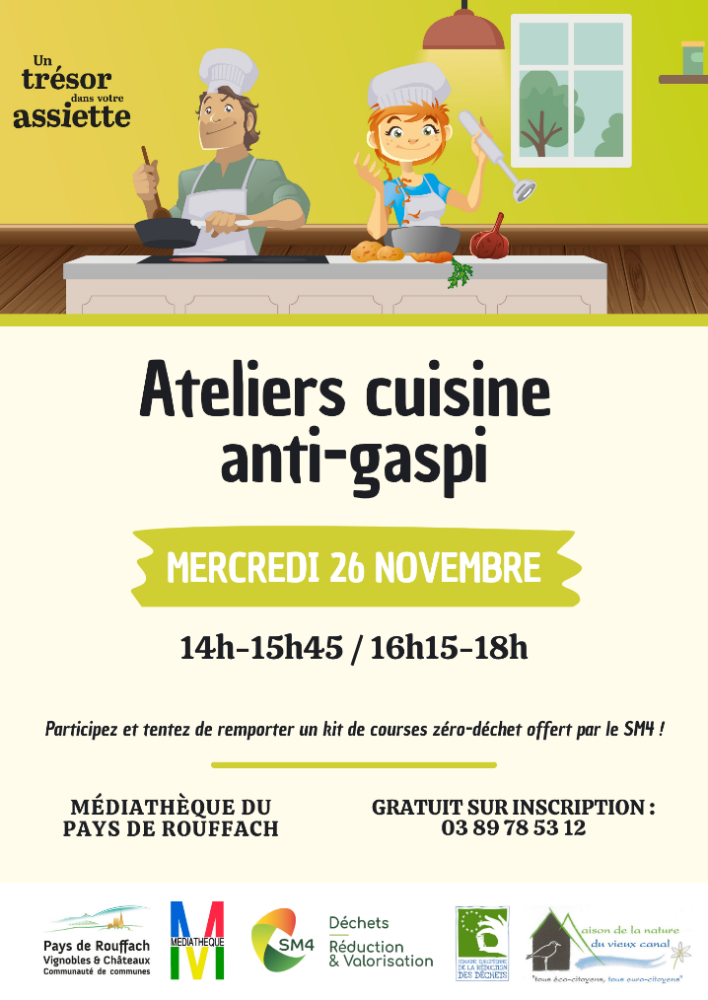 Un
trésor
dans votre
assiette
Ateliers cuisine
anti-gaspi
MERCREDI 26 NOVEMBRE
14h-15h45 / 16h15-18h
Participez et tentez de remporter un kit de courses zéro-déchet offert par le SM4 !
MÉDIATHÈQUE DU
PAYS DE ROUFFACH
GRATUIT SUR INSCRIPTION :
03 89 78 53 12
Pays de Rouffach
Vignobles & Châteaux
Communauté de communes
MEDIATHEQUE
SM4
Déchets
Réduction
& Valorisation
SEMAINE EUROPÉENNE
DE LA RÉDUCTION
DES DÉCHETS
Maison de la nature
du vieux canal
"tous éco-citoyens, tous euro-citoyens"